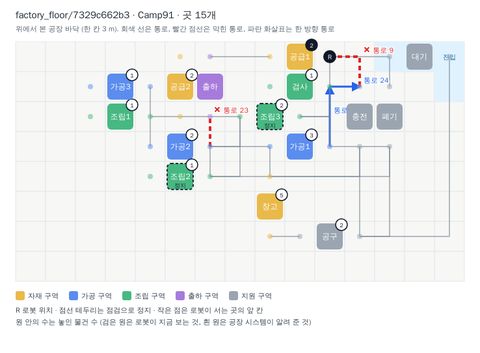 factory_floor/7329c662b3 · Camp91 · 곳 15개
위에서 본 공장 바닥 (한 칸 3 m). 회색 선은 통로, 빨간 점선은 막힌 통로, 파란 화살표는 한 방향 통로
공급1 2 R × 통로 9 대기 진입
가공3 1 공급2 2 출하 검사 1 통로 24
조립1 1 × 통로 23 조립3 2 정지 통로 충전 폐기
가공2 2 가공1 3
조립2 1 정지
창고 5
공구 2
자재 구역 가공 구역 조립 구역 출하 구역 지원 구역
R 로봇 위치 · 점선 테두리는 점검으로 정지 · 작은 점은 로봇이 서는 곳의 앞 칸
원 안의 수는 놓인 물건 수 (검은 원은 로봇이 지금 보는 것, 흰 원은 공장 시스템이 알려 준 것)